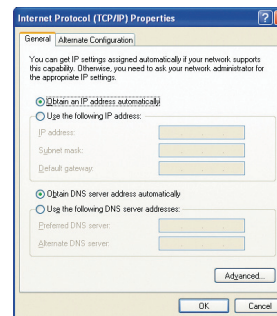 Internet Protocol (TCP/IP) Properties
General
Alternate Configuration
You can get IP settings assigned automatically if your network supports
this capability. Otherwise, you need to ask your network administrator for
the appropriate IP settings.
Obtain an IP address automatically
Use the following IP address:
IP address:
Subnet mask:
Default gateway:
Obtain DNS server address automatically
Use the following DNS server addresses:
Preferred DNS server:
Alternate DNS server:
Advanced...
OK
Cancel